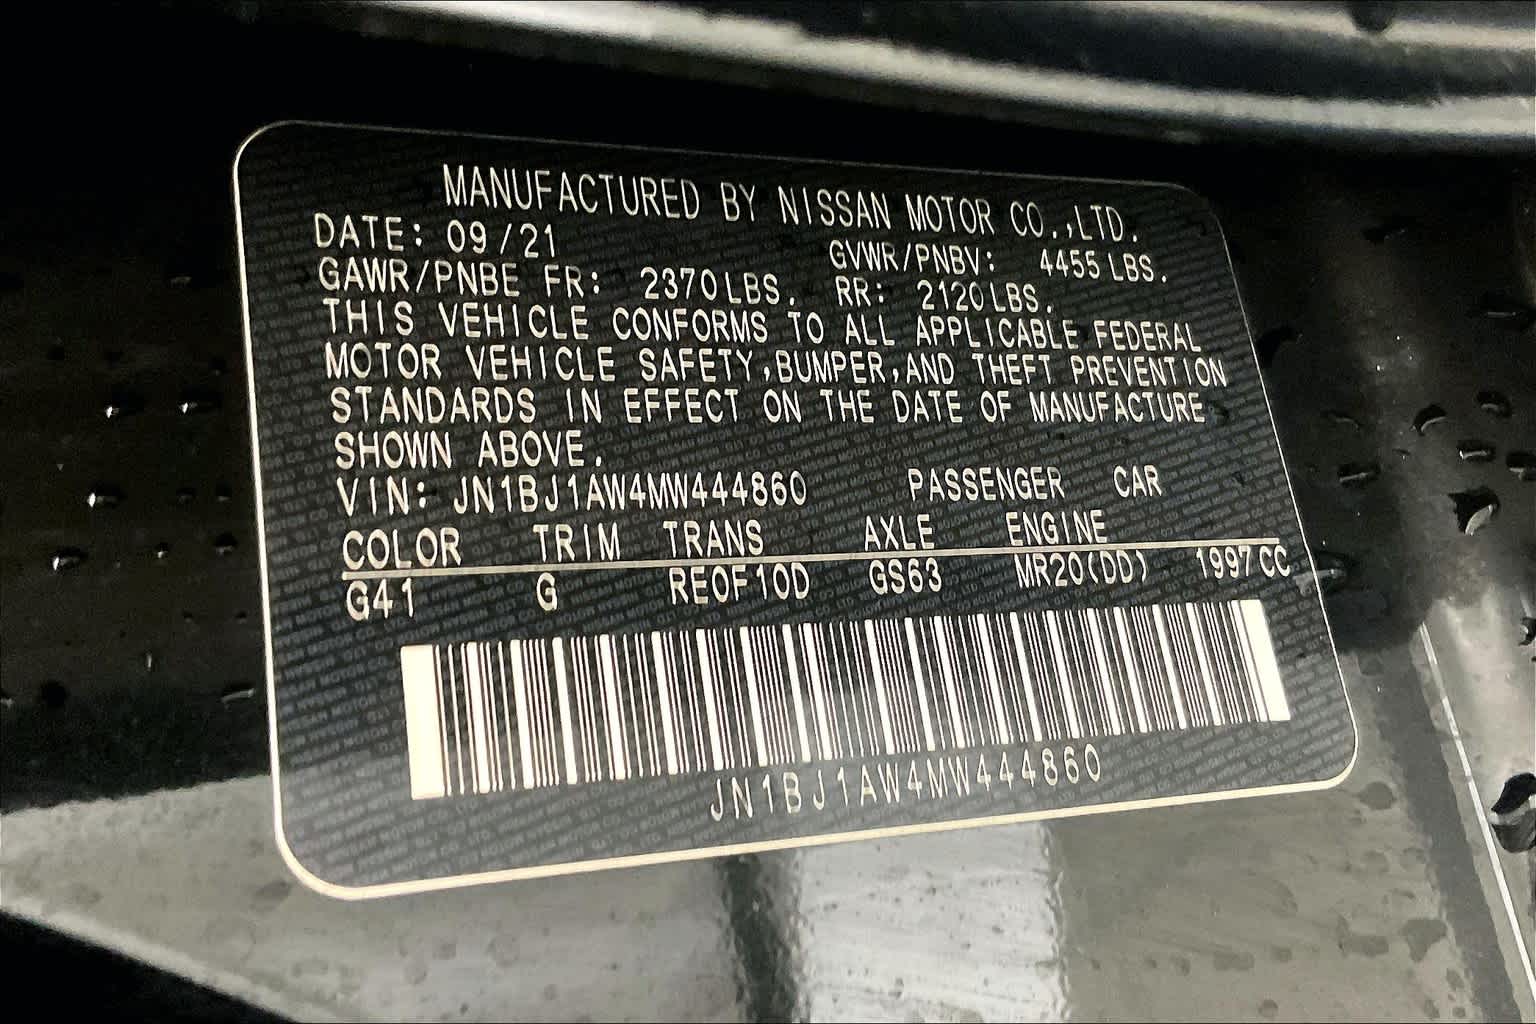 MANUFACTURED BY NISSAN MOTOR CO.,LTD.
DATE: 09/21 GVWR/PNBV: 4455 LBS.
GAWR/PNBE FR: 2370LBS. RR: 2120LBS.
THIS VEHICLE CONFORMS TO ALL APPLICABLE FEDERAL
MOTOR VEHICLE SAFETY,BUMPER,AND THEFT PREVENTION
STANDARDS IN EFFECT ON THE DATE OF MANUFACTURE
SHOWN ABOVE.
VIN: JN1BJ1AW4MW444860 PASSENGER CAR
COLOR TRIM TRANS AXLE ENGINE
G41 G RE0F10D GS63 MR20(DD) 1997CC
JN1BJ1AW4MW444860